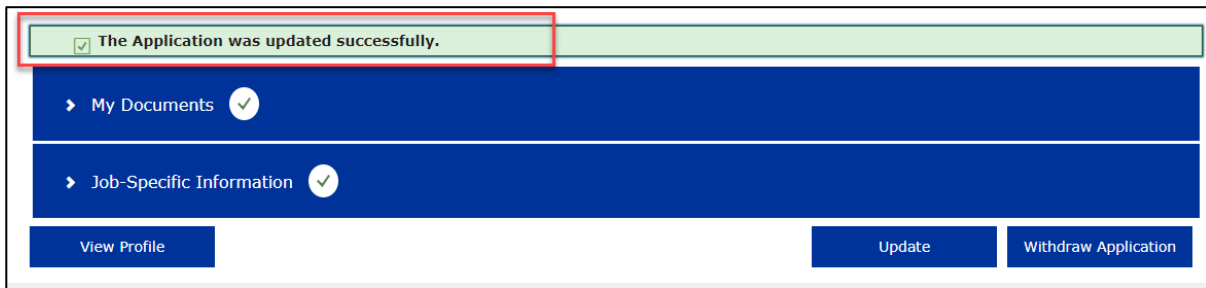 The Application was updated successfully.
My Documents
Job-Specific Information
View Profile
Update
Withdraw Application